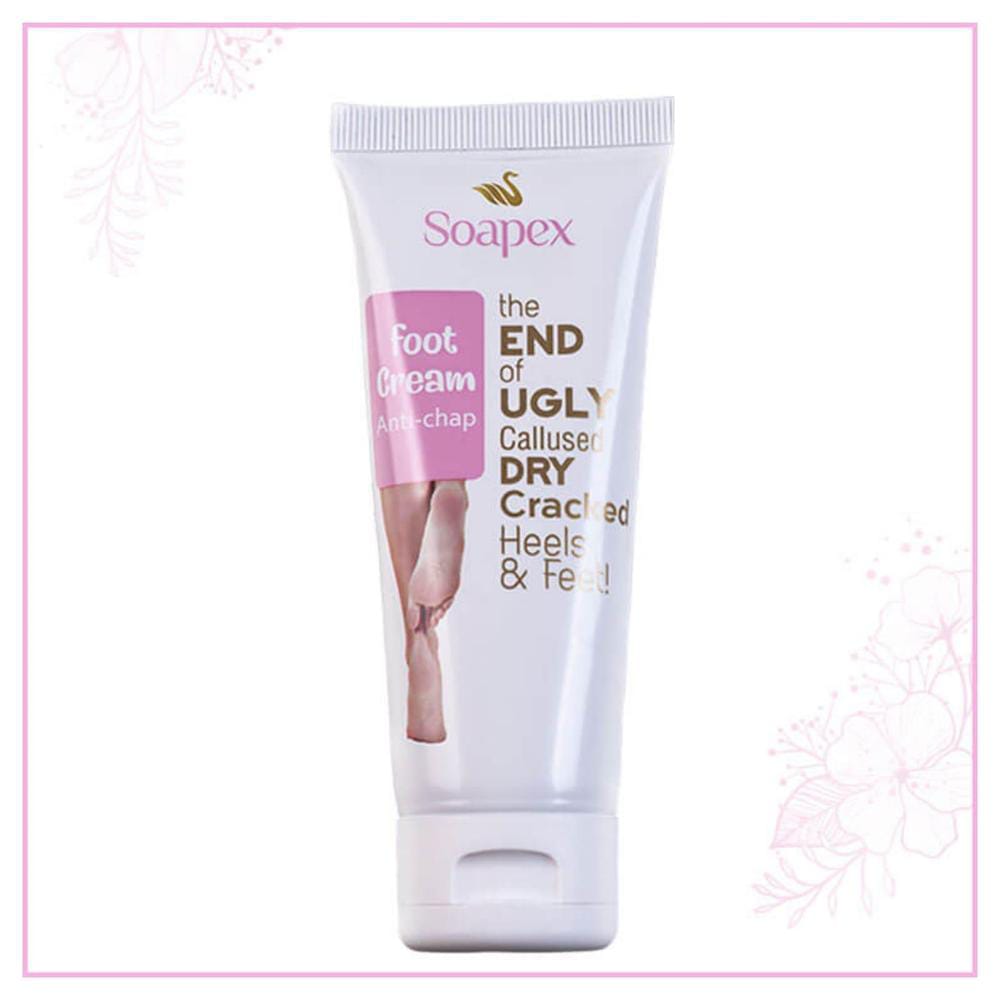 Soapex
foot
Cream
Anti-chap
the
END
of
UGLY
Callused
DRY
Cracked
Heels
& Feet!